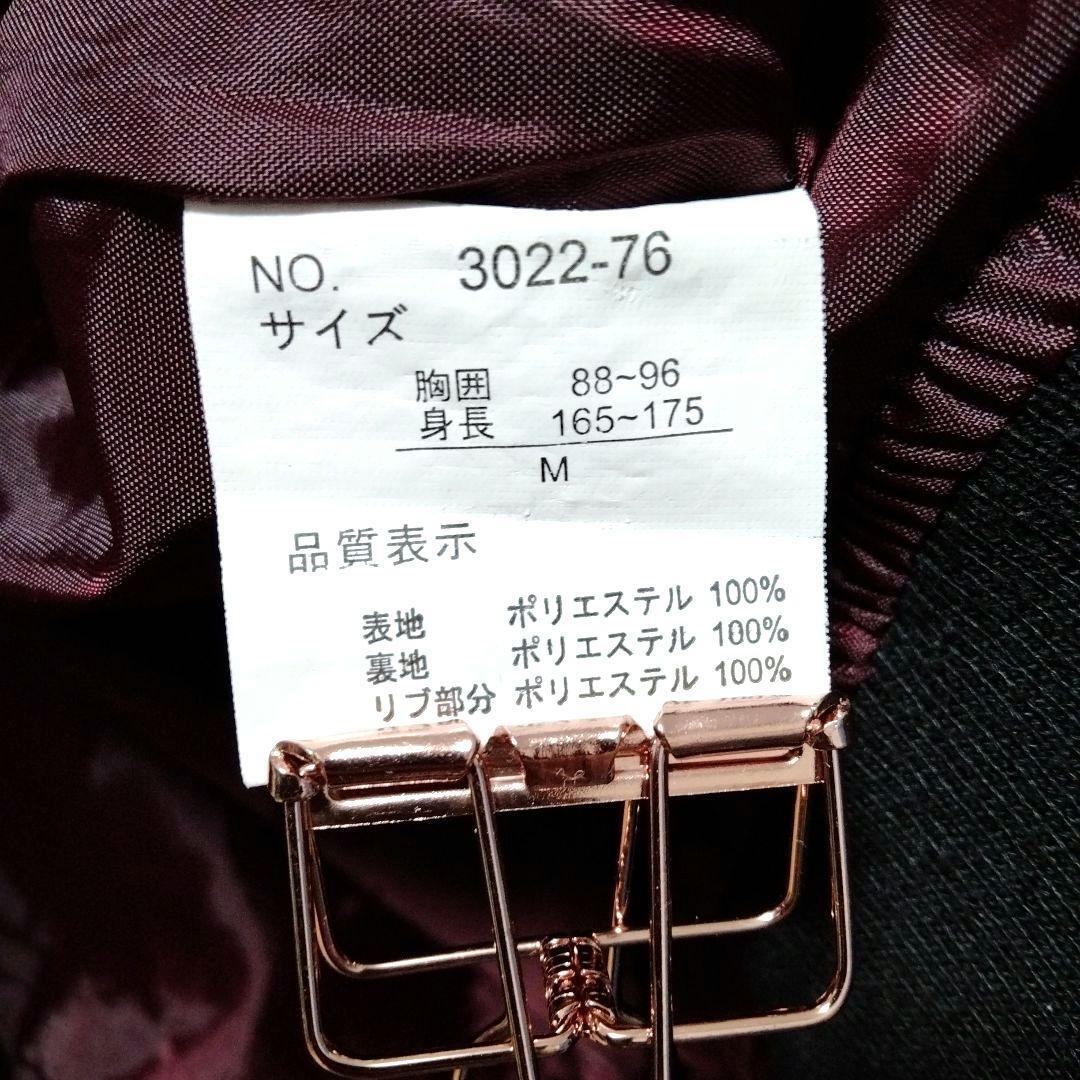 NO. 3022-76
サイズ
胸囲 88~96
身長 165~175
M
品質表示
表地 ポリエステル 100%
裏地 ポリエステル 100%
リブ部分 ポリエステル 100%